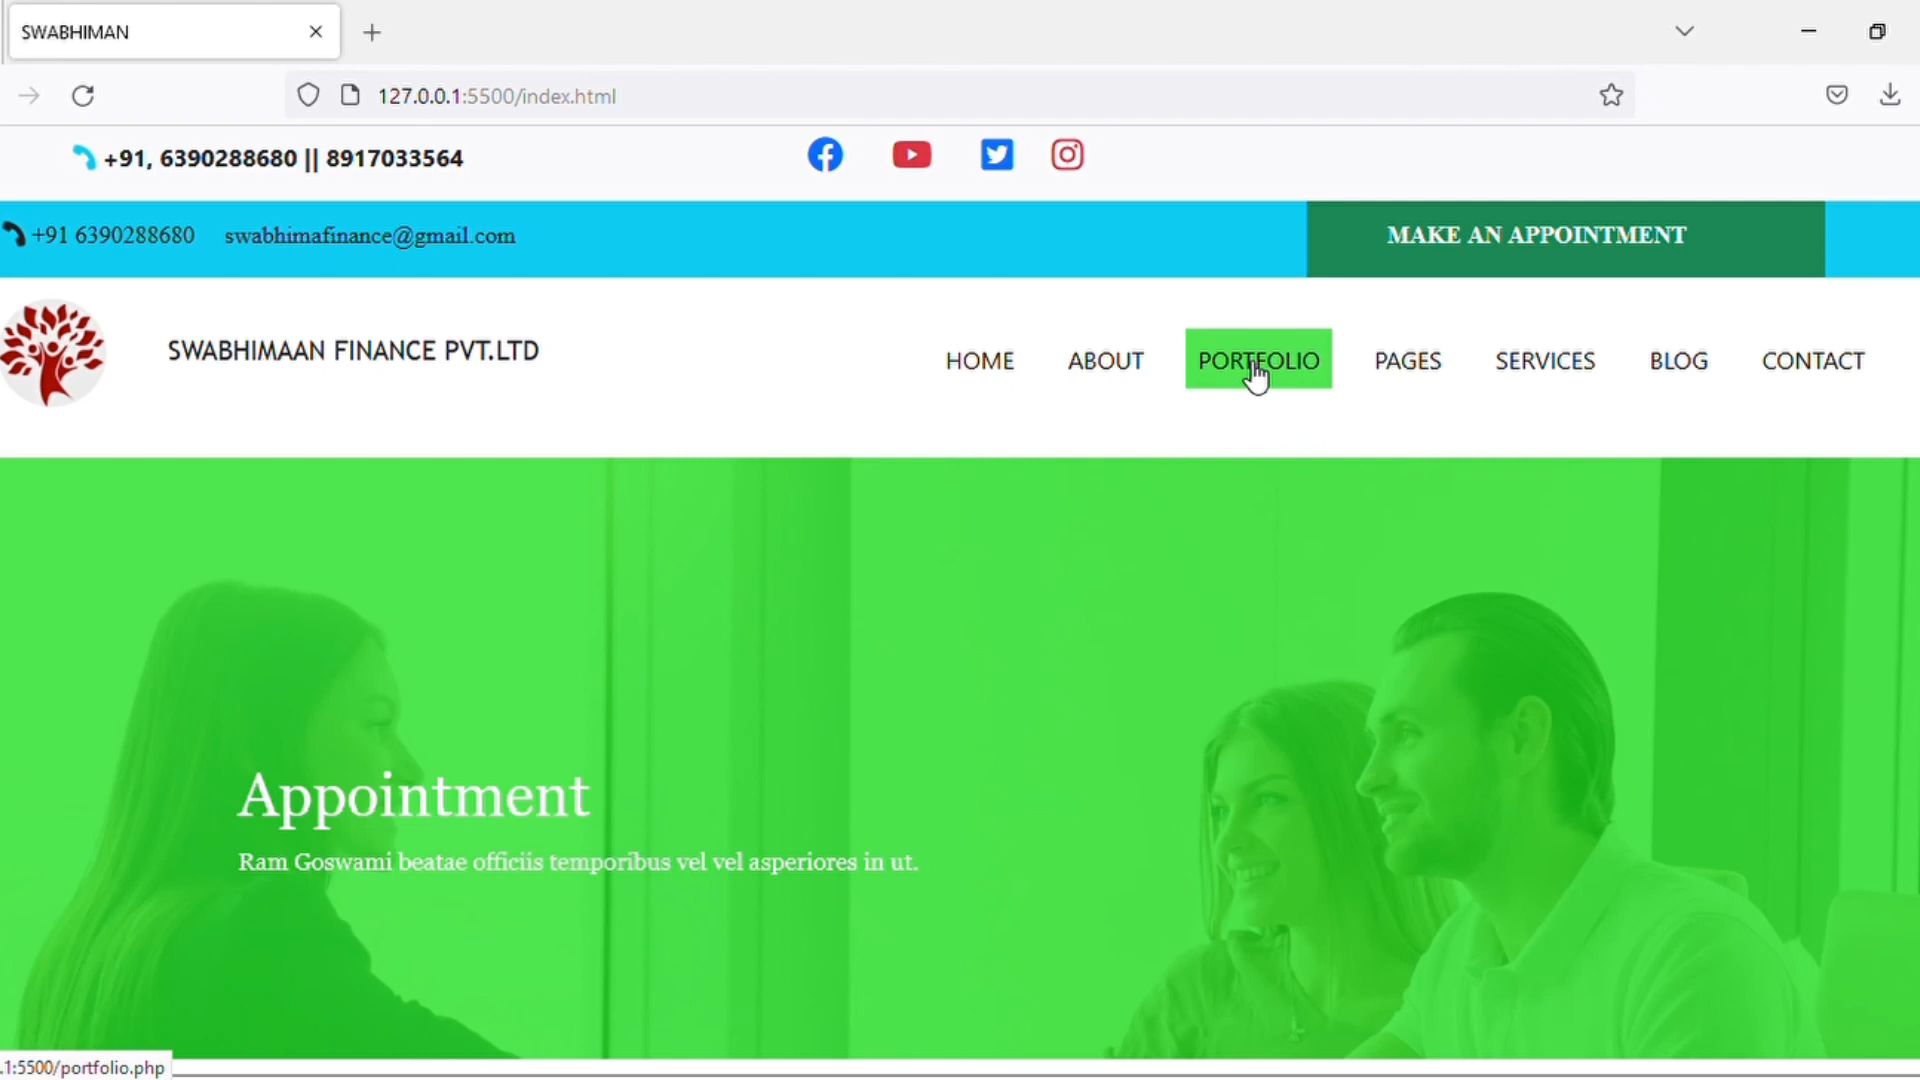 SWABHIMAN
127.0.0.1:5500/index.html
+91, 6390288680 || 8917033564
+91 6390288680 swabhimafinance@gmail.com
MAKE AN APPOINTMENT
SWABHIMAAN FINANCE PVT.LTD
HOME ABOUT PORTFOLIO PAGES SERVICES BLOG CONTACT
Appointment
Ram Goswami beatae officiis temporibus vel vel asperiores in ut.
.1:5500/portfolio.php